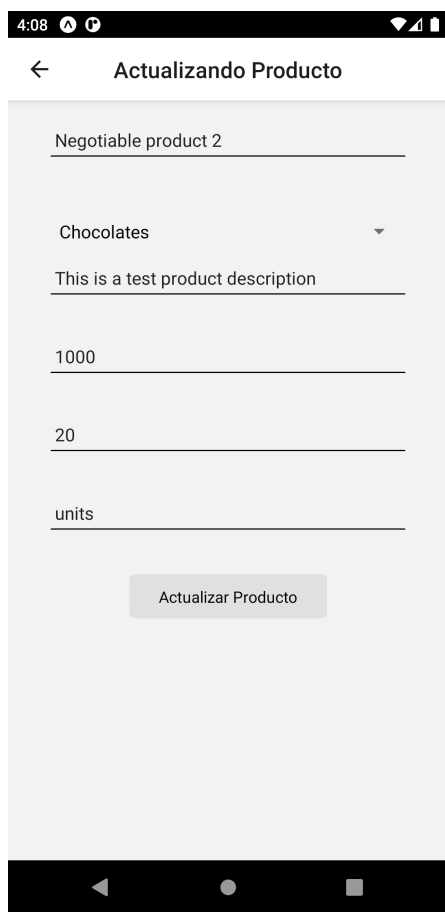 4:08
Actualizando Producto
Negotiable product 2
Chocolates
This is a test product description
1000
20
units
Actualizar Producto